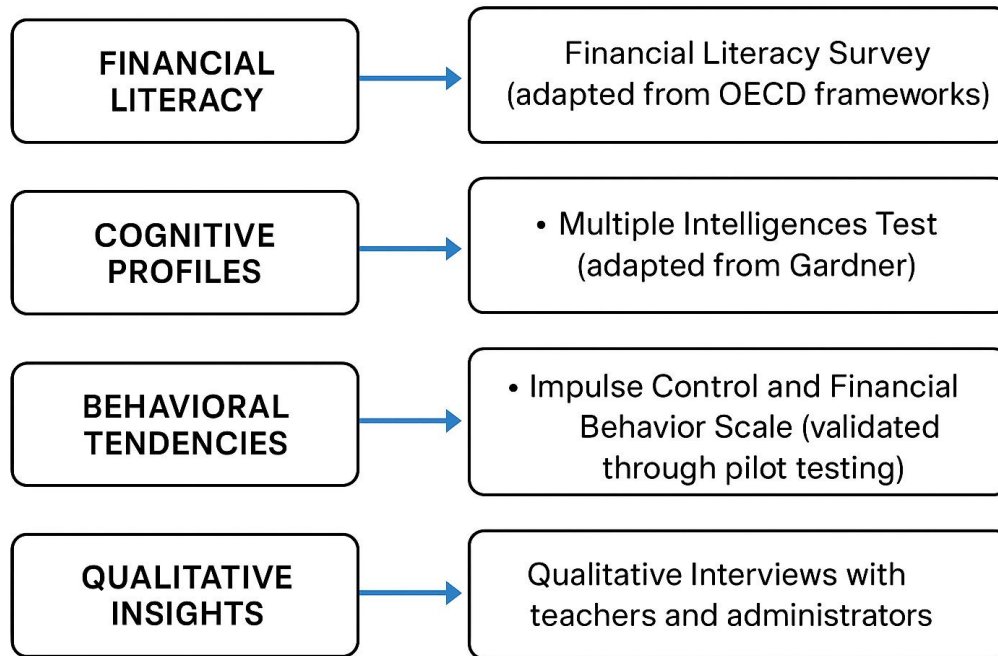 FINANCIAL
LITERACY
Financial Literacy Survey
(adapted from OECD frameworks)
COGNITIVE
PROFILES
• Multiple Intelligences Test
(adapted from Gardner)
BEHAVIORAL
TENDENCIES
• Impulse Control and Financial
Behavior Scale (validated
through pilot testing)
QUALITATIVE
INSIGHTS
Qualitative Interviews with
teachers and administrators